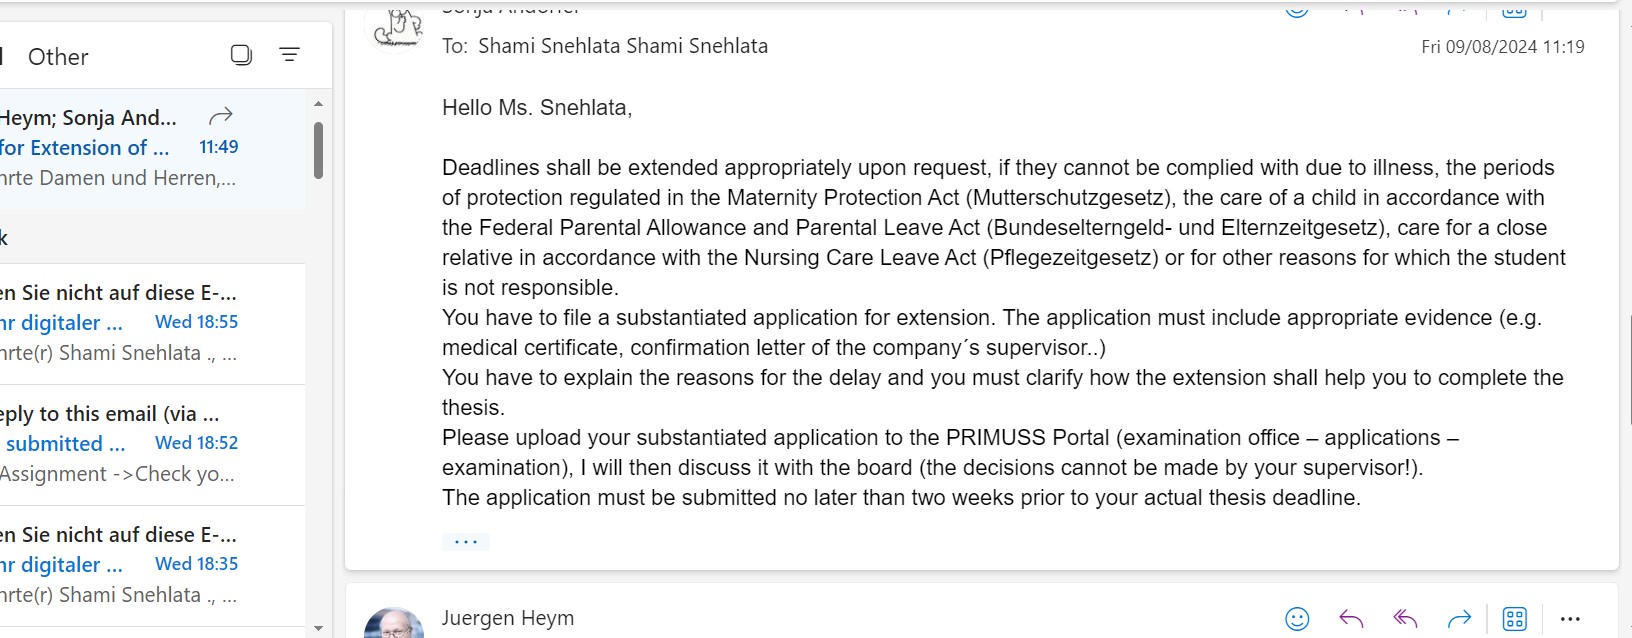 Other
Heym; Sonja And...
for Extension of ... 11:49
hrte Damen und Herren,...
k
en Sie nicht auf diese E-...
hr digitaler ... Wed 18:55
hrte(r) Shami Snehlata ., ...
eply to this email (via ...
submitted ... Wed 18:52
Assignment ->Check yo...
en Sie nicht auf diese E-...
hr digitaler ... Wed 18:35
hrte(r) Shami Snehlata ., ...
Sonja Andorfer
To: Shami Snehlata Shami Snehlata
Fri 09/08/2024 11:19
Hello Ms. Snehlata,
Deadlines shall be extended appropriately upon request, if they cannot be complied with due to illness, the periods
of protection regulated in the Maternity Protection Act (Mutterschutzgesetz), the care of a child in accordance with
the Federal Parental Allowance and Parental Leave Act (Bundeselterngeld- und Elternzeitgesetz), care for a close
relative in accordance with the Nursing Care Leave Act (Pflegezeitgesetz) or for other reasons for which the student
is not responsible.
You have to file a substantiated application for extension. The application must include appropriate evidence (e.g.
medical certificate, confirmation letter of the company´s supervisor..)
You have to explain the reasons for the delay and you must clarify how the extension shall help you to complete the
thesis.
Please upload your substantiated application to the PRIMUSS Portal (examination office – applications –
examination), I will then discuss it with the board (the decisions cannot be made by your supervisor!).
The application must be submitted no later than two weeks prior to your actual thesis deadline.
...
Juergen Heym